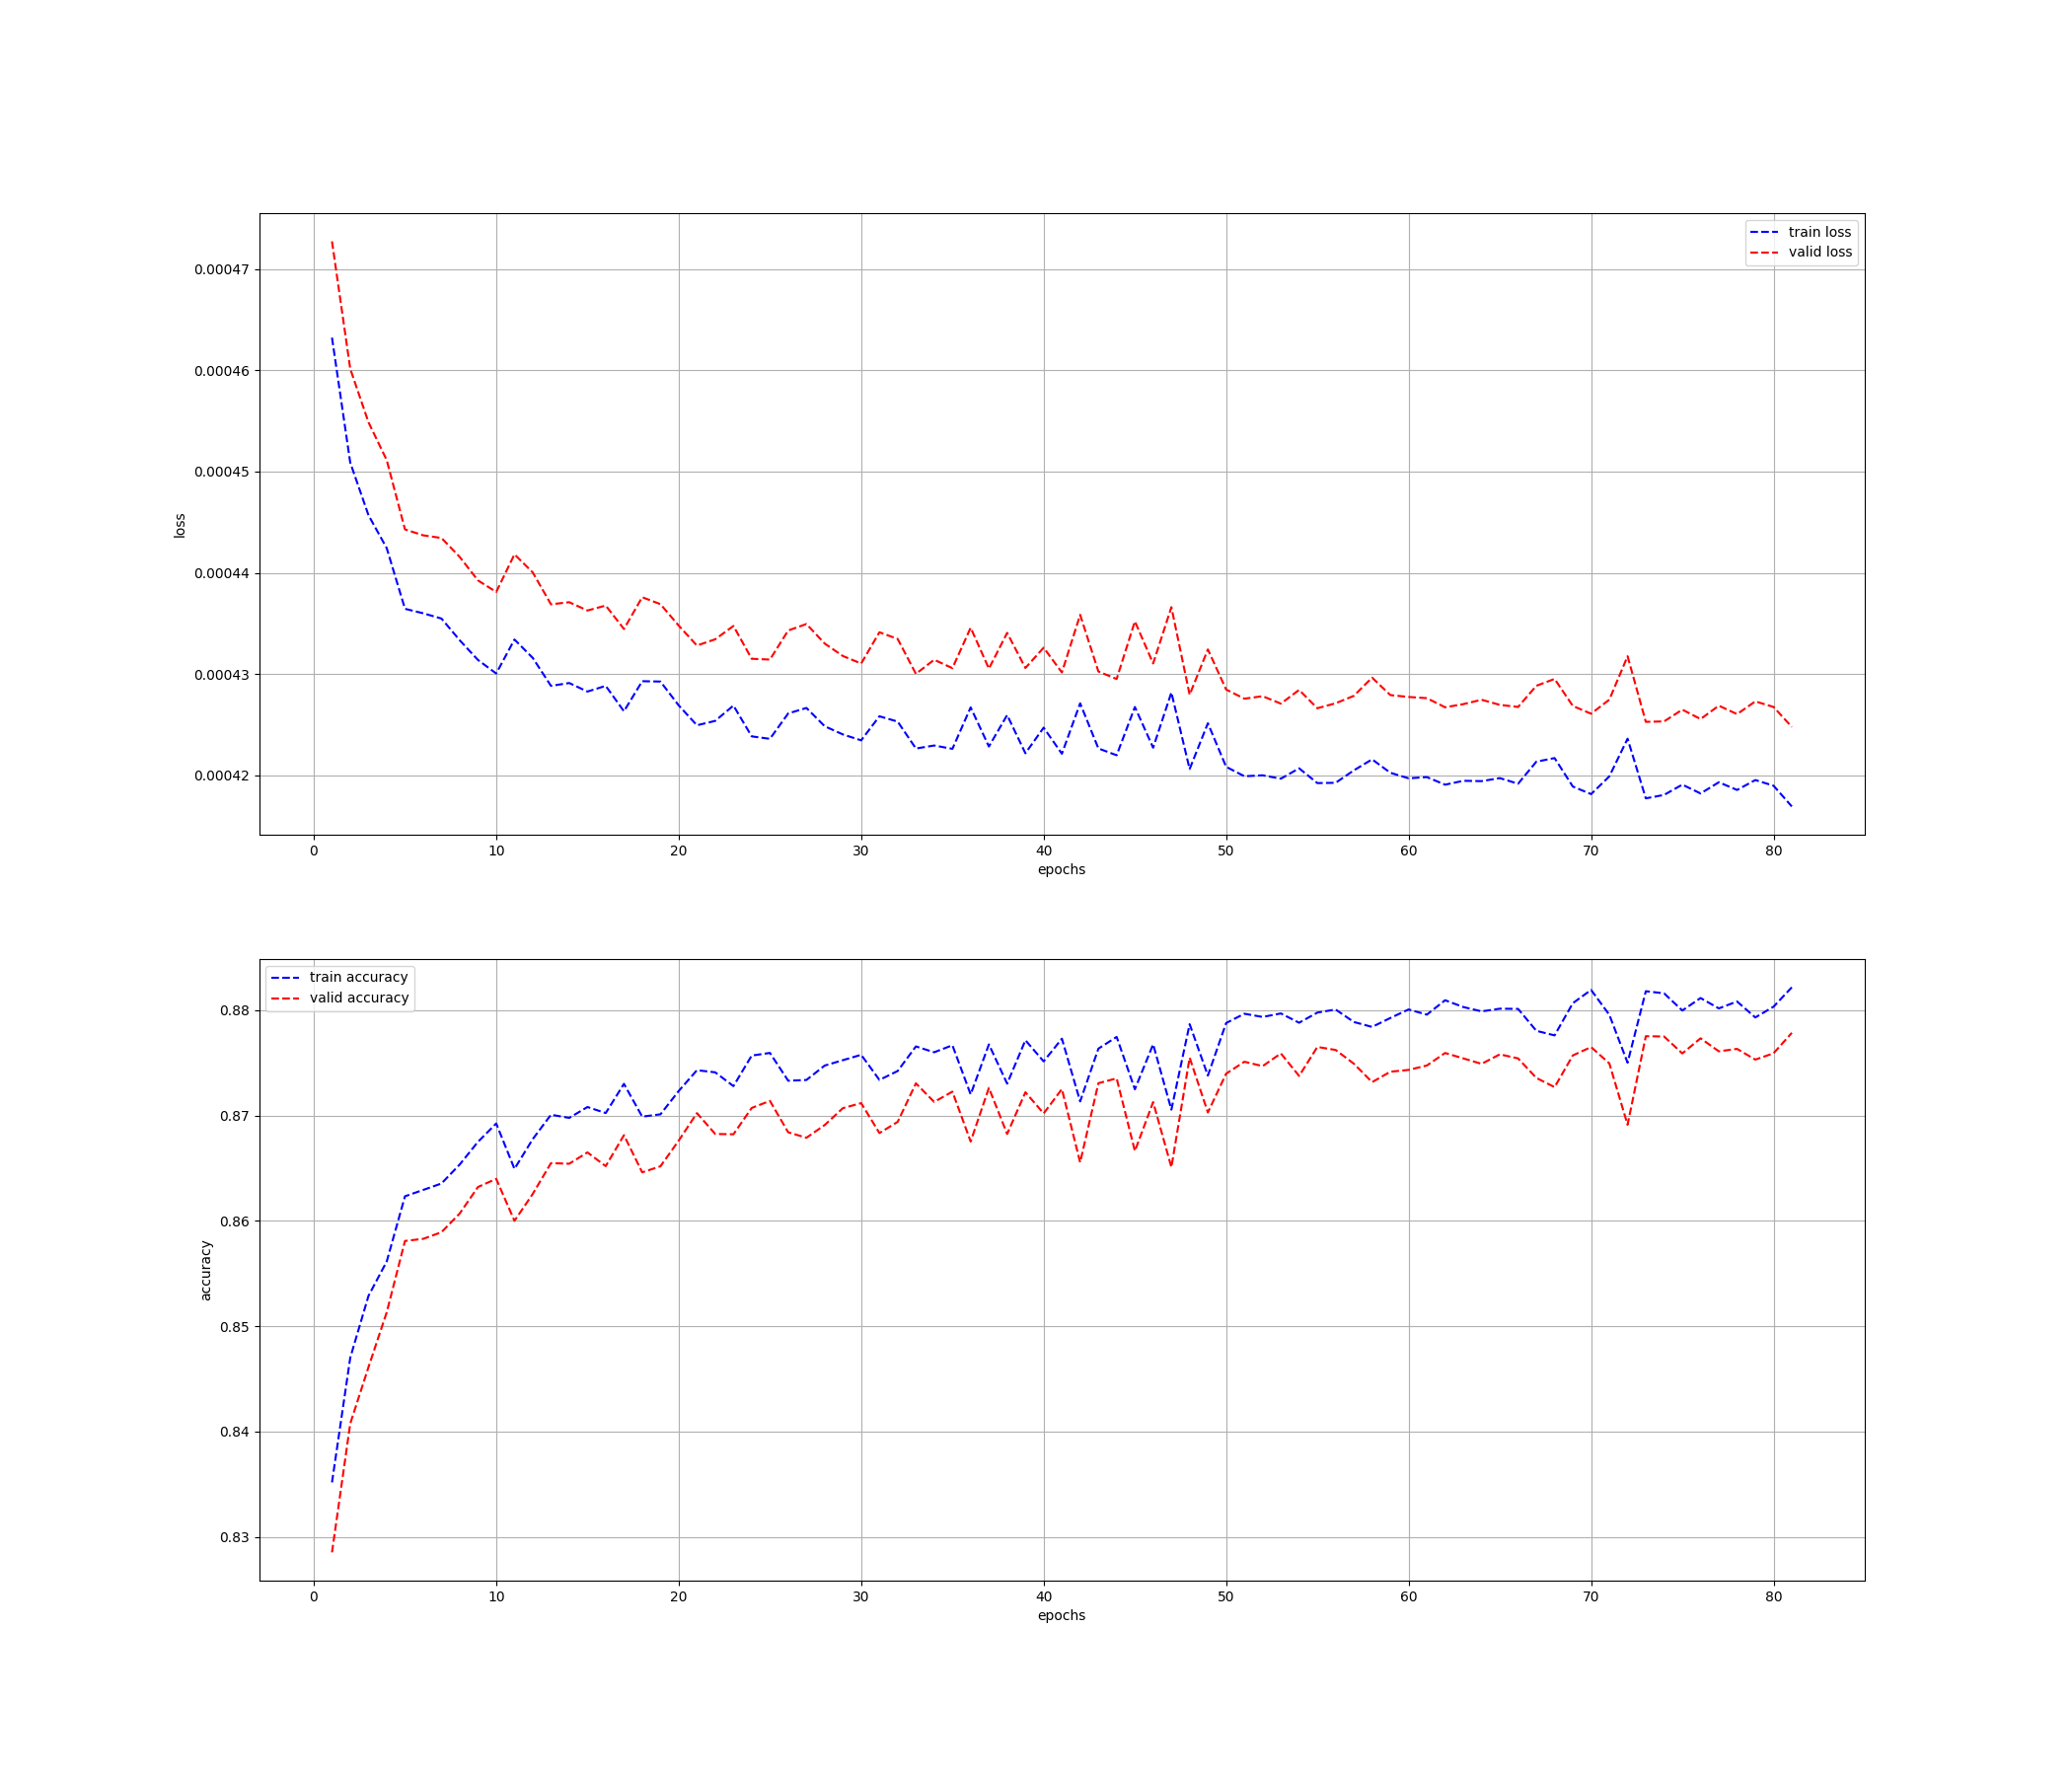 train loss
valid loss
0.00047
0.00046
0.00045
0.00044
0.00043
0.00042
loss
0 10 20 30 40 50 60 70 80
epochs
train accuracy
valid accuracy
0.88
0.87
0.86
0.85
0.84
0.83
accuracy
0 10 20 30 40 50 60 70 80
epochs